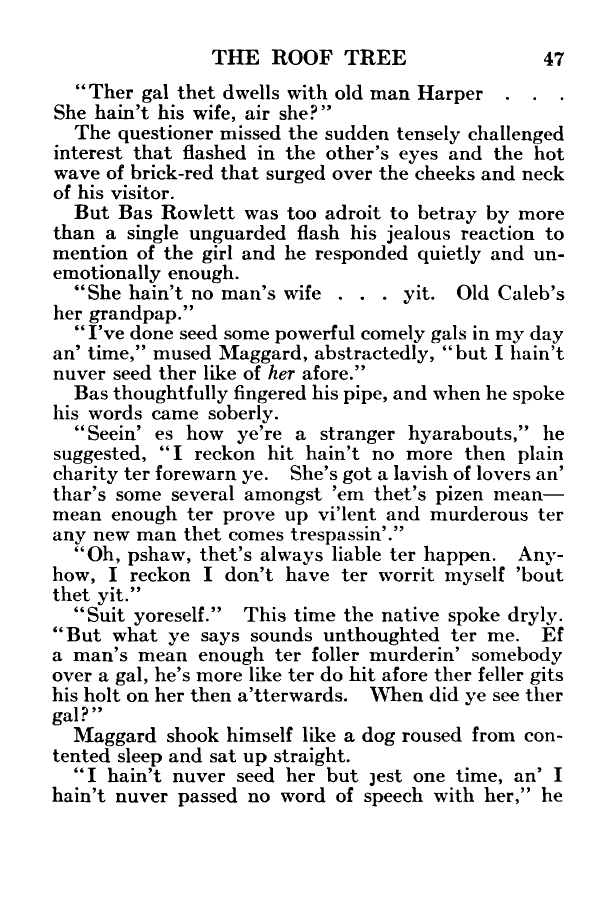 THE ROOF TREE 47
“Ther gal thet dwells with old man Harper . . .
She hain’t his wife, air she?”
The questioner missed the sudden tensely challenged
interest that flashed in the other’s eyes and the hot
wave of brick-red that surged over the cheeks and neck
of his visitor.
But Bas Rowlett was too adroit to betray by more
than a single unguarded flash his jealous reaction to
mention of the girl and he responded quietly and un-
emotionally enough.
“She hain’t no man’s wife . . . yit. Old Caleb’s
her grandpap.”
“I’ve done seed some powerful comely gals in my day
an’ time,” mused Maggard, abstractedly, “but I hain’t
nuver seed ther like of her afore.”
Bas thoughtfully fingered his pipe, and when he spoke
his words came soberly.
“Seein’ es how ye’re a stranger hyarabouts,” he
suggested, “I reckon hit hain’t no more then plain
charity ter forewarn ye. She’s got a lavish of lovers an’
thar’s some several amongst ’em thet’s pizen mean—
mean enough ter prove up vi’lent and murderous ter
any new man thet comes trespassin’.”
“Oh, pshaw, thet’s always liable ter happen. Any-
how, I reckon I don’t have ter worrit myself ’bout
thet yit.”
“Suit yoreself.” This time the native spoke dryly.
“But what ye says sounds unthoughted ter me. Ef
a man’s mean enough ter foller murderin’ somebody
over a gal, he’s more like ter do hit afore ther feller gits
his holt on her then a’tterwards. When did ye see ther
gal?”
Maggard shook himself like a dog roused from con-
tented sleep and sat up straight.
“I hain’t nuver seed her but jest one time, an’ I
hain’t nuver passed no word of speech with her,” he